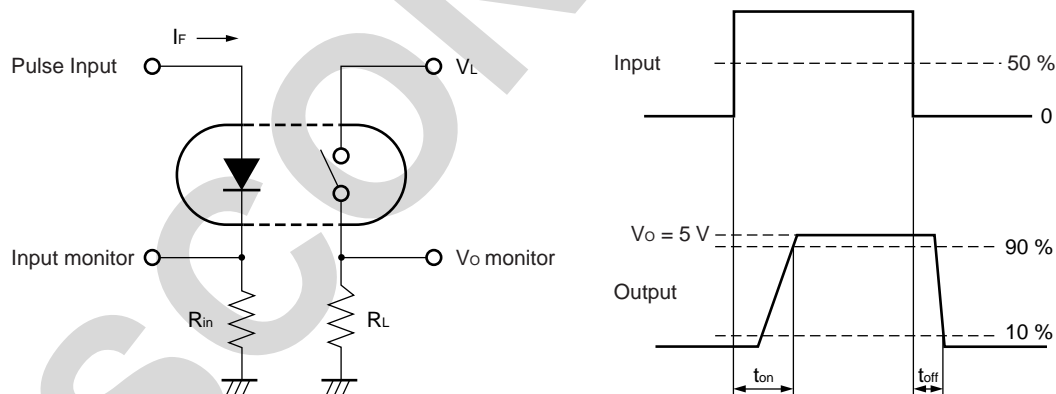 IF
Pulse Input
VL
Input monitor
VO monitor
Rin
RL
Input
50 %
0
VO = 5 V
90 %
Output
10 %
ton
toff